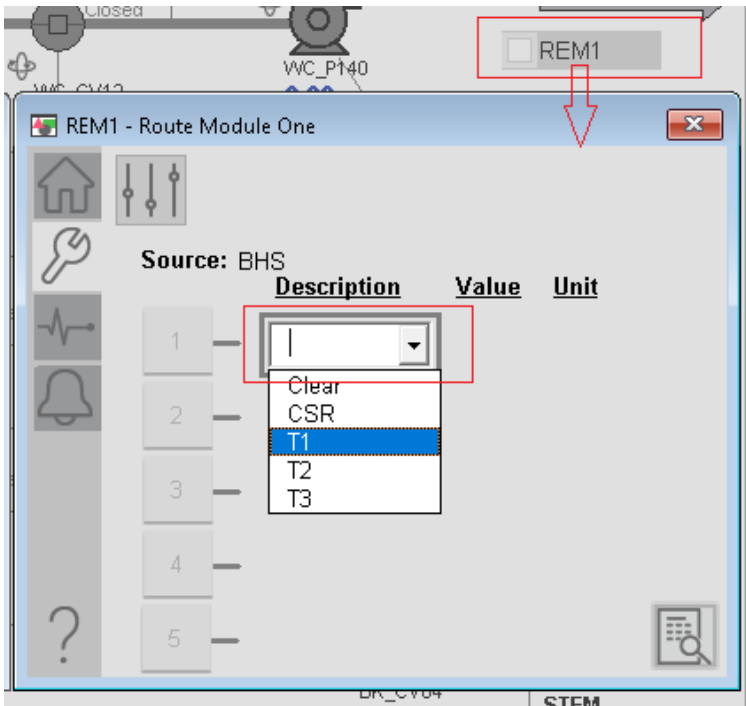 Closed
REM1
WC_P140
REM1 - Route Module One
Source: BHS
Description Value Unit
1
Clear
2
CSR
T1
T2
3
T3
4
5
?
STEM